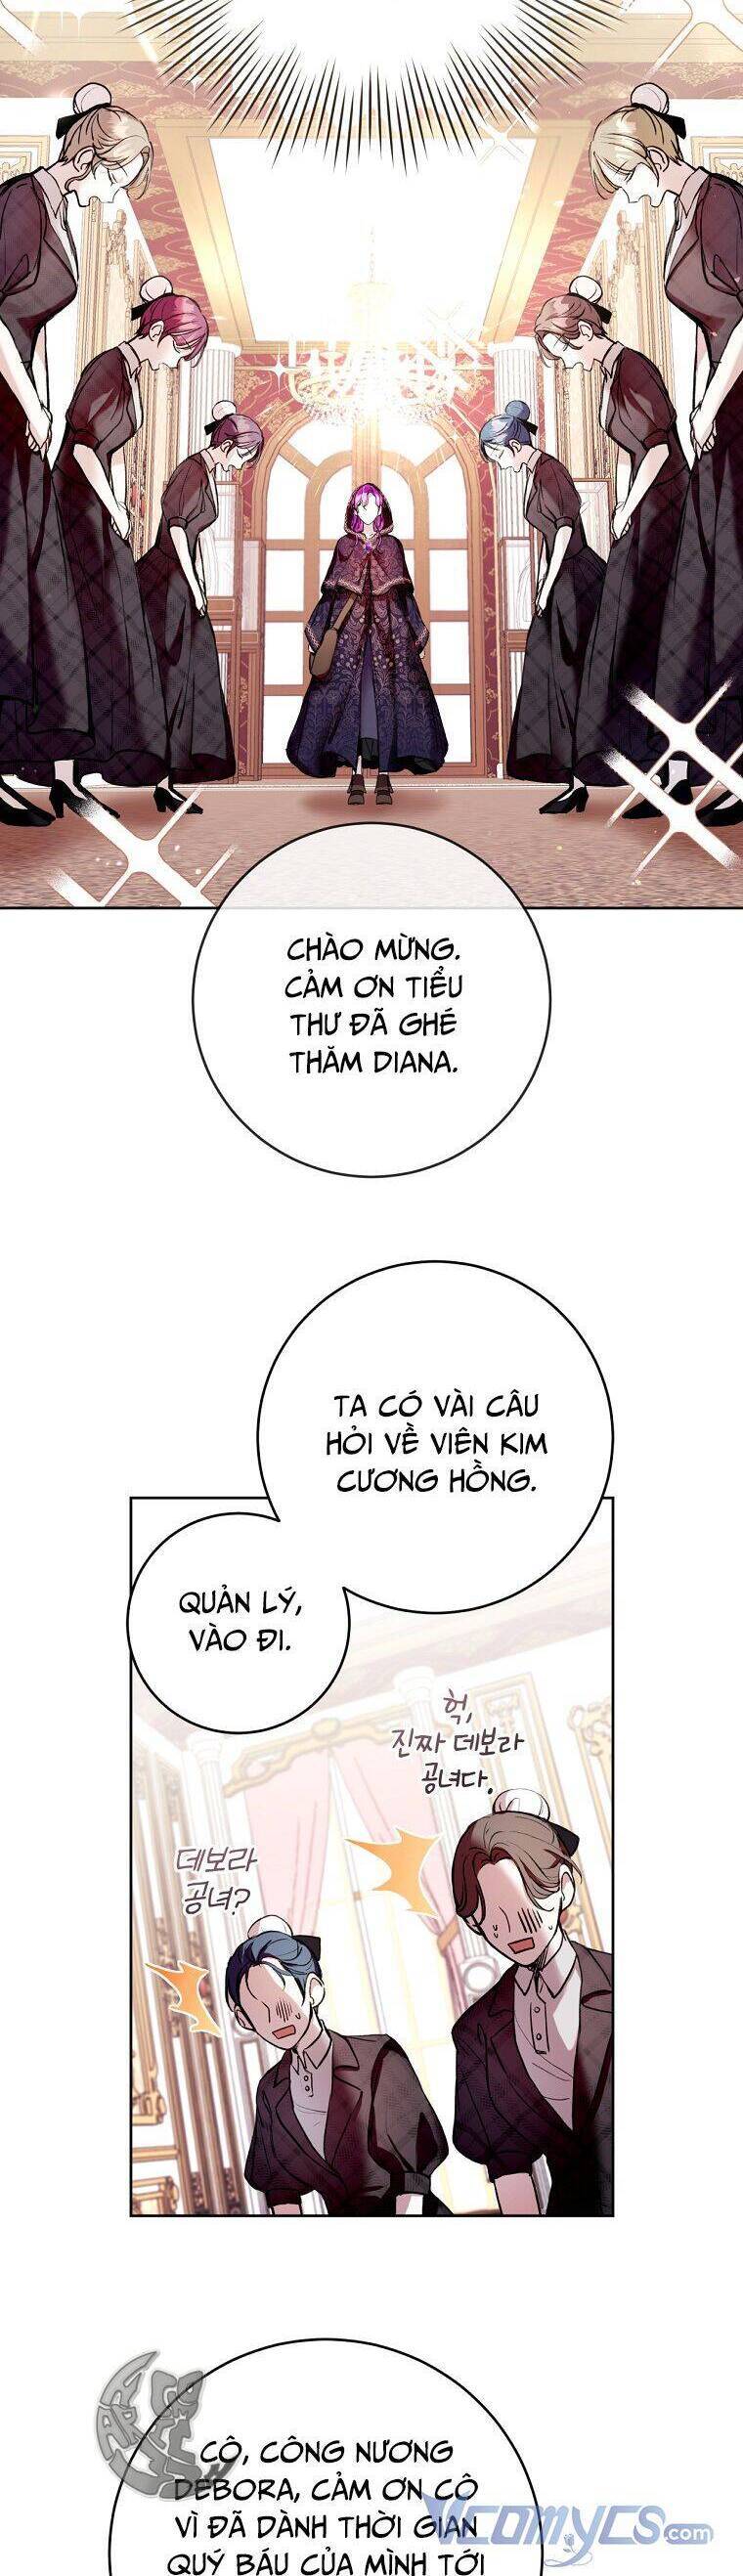 CHÀO MỪNG.
CẢM ƠN TIỂU
THƯ ĐÃ GHÉ
THĂM DIANA.
TA CÓ VÀI CÂU
HỎI VỀ VIÊN KIM
CƯƠNG HỒNG.
QUẢN LÝ,
VÀO ĐI.
헉,
진짜 데보라
공녀다.
데보라
공녀?
CÔ, CÔNG NƯƠNG
DEBORA, CẢM ƠN CÔ
VÌ ĐÃ DÀNH THỜI GIAN
QUÝ BÁU CỦA MÌNH TỚI
Vcomycs.com